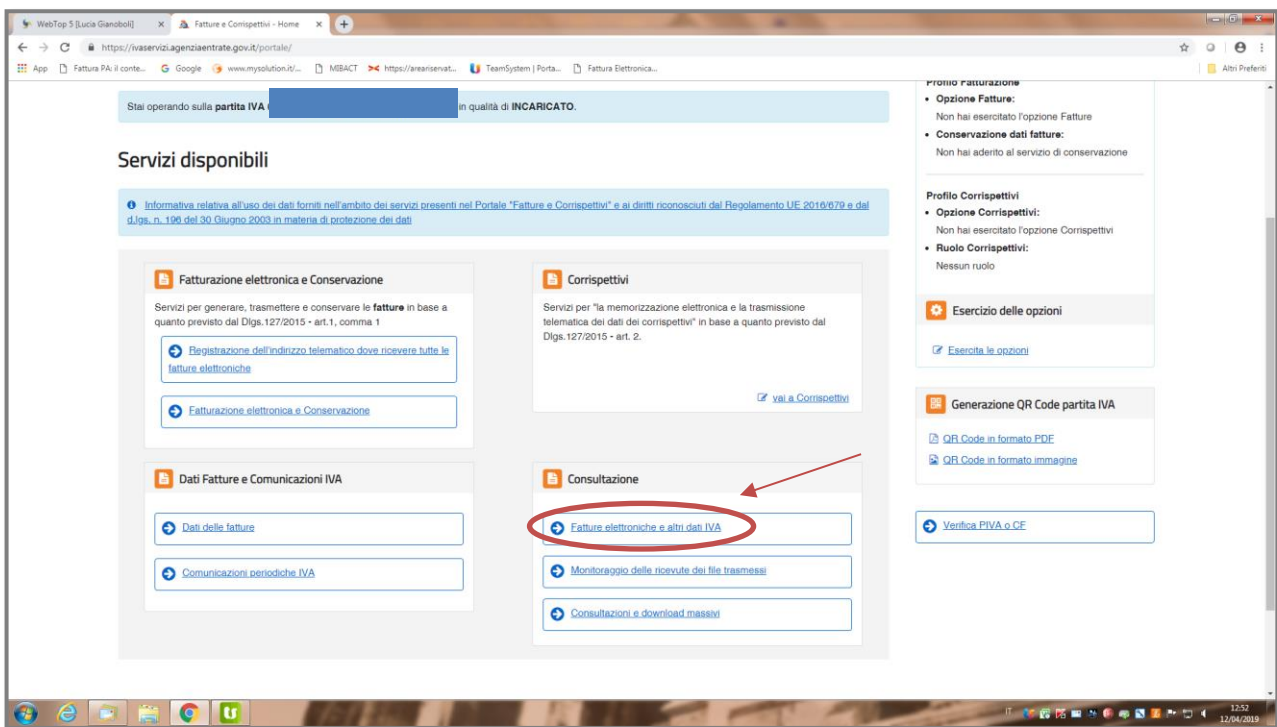 WebTop 5 [Lucia Gianoboli]
Fatture e Corrispettivi - Home
https://ivaservizi.agenziaentrate.gov.it/portale/
App
Fattura PA: il conte...
Google
www.mysolution.it/...
MIBACT
https://areariservat...
TeamSystem | Porta...
Fattura Elettronica...
Altri Preferiti
Stai operando sulla partita IVA
in qualità di INCARICATO.
Servizi disponibili
Informativa relativa all'uso dei dati forniti nell'ambito dei servizi presenti nel Portale "Fatture e Corrispettivi" e ai diritti riconosciuti dal Regolamento UE 2016/679 e dal
d.lgs. n. 196 del 30 Giugno 2003 in materia di protezione dei dati
Fatturazione elettronica e Conservazione
Servizi per generare, trasmettere e conservare le fatture in base a
quanto previsto dal Dlgs.127/2015 - art.1, comma 1
Registrazione dell'indirizzo telematico dove ricevere tutte le
fatture elettroniche
Fatturazione elettronica e Conservazione
Corrispettivi
Servizi per "la memorizzazione elettronica e la trasmissione
telematica dei dati dei corrispettivi" in base a quanto previsto dal
Dlgs.127/2015 - art. 2.
vai a Corrispettivi
Dati Fatture e Comunicazioni IVA
Dati delle fatture
Comunicazioni periodiche IVA
Consultazione
Fatture elettroniche e altri dati IVA
Monitoraggio delle ricevute dei file trasmessi
Consultazioni e download massivi
Profilo Fatturazione
Opzione Fatture:
Non hai esercitato l'opzione Fatture
Conservazione dati fatture:
Non hai aderito al servizio di conservazione
Profilo Corrispettivi
Opzione Corrispettivi:
Non hai esercitato l'opzione Corrispettivi
Ruolo Corrispettivi:
Nessun ruolo
Esercizio delle opzioni
Esercita le opzioni
Generazione QR Code partita IVA
QR Code in formato PDF
QR Code in formato immagine
Verifica PIVA o CF
IT
12:52
12/04/2019